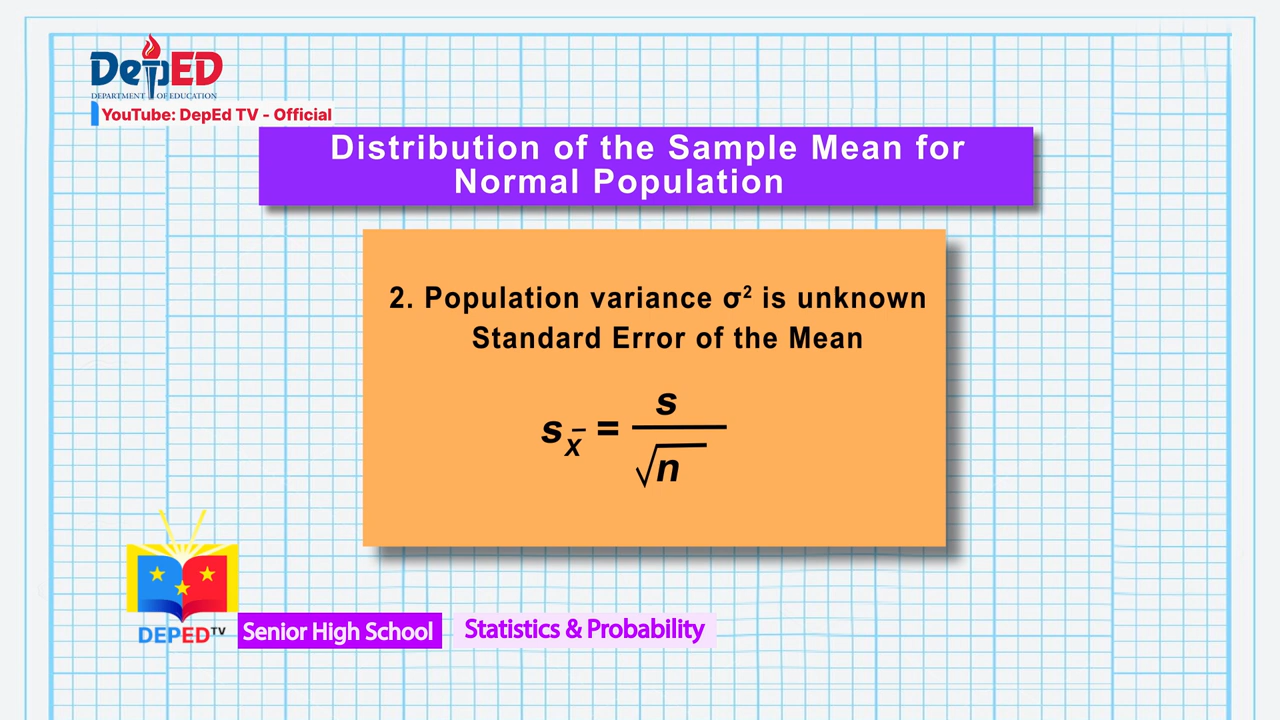 DepED
DEPARTMENT OF EDUCATION
YouTube: DepEd TV - Official
Distribution of the Sample Mean for
Normal Population
2. Population variance σ² is unknown
Standard Error of the Mean
s_x̄ = s / √n
DEPED TV
Senior High School
Statistics & Probability